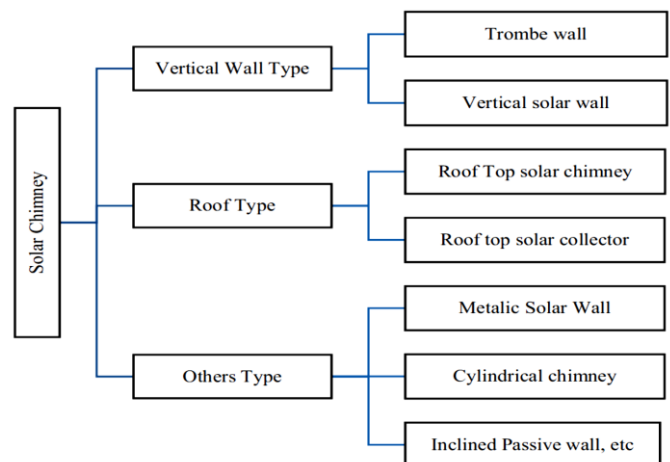 Solar Chimney
Vertical Wall Type
Trombe wall
Vertical solar wall
Roof Type
Roof Top solar chimney
Roof top solar collector
Others Type
Metalic Solar Wall
Cylindrical chimney
Inclined Passive wall, etc